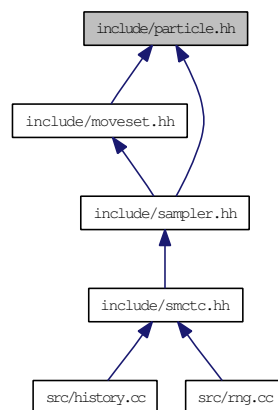 include/particle.hh
include/moveset.hh
include/sampler.hh
include/smctc.hh
src/history.cc
src/rng.cc